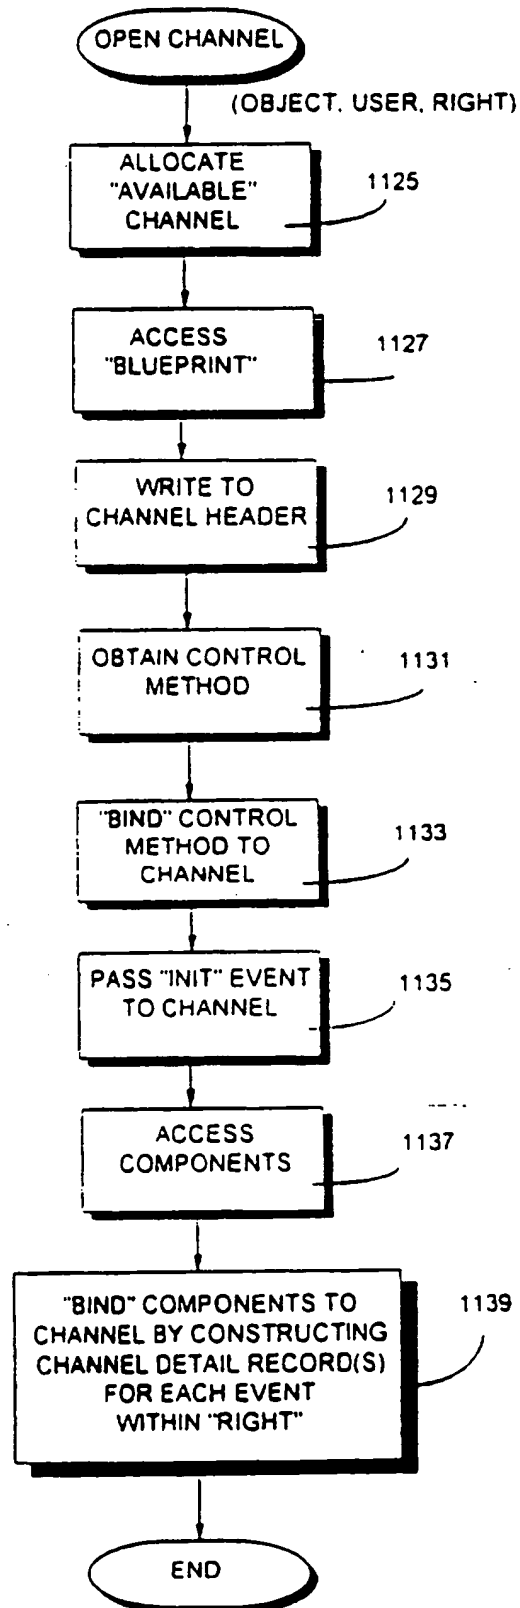 OPEN CHANNEL
(OBJECT, USER, RIGHT)
ALLOCATE
"AVAILABLE"
CHANNEL
1125
ACCESS
"BLUEPRINT"
1127
WRITE TO
CHANNEL HEADER
1129
OBTAIN CONTROL
METHOD
1131
"BIND" CONTROL
METHOD TO
CHANNEL
1133
PASS "INIT" EVENT
TO CHANNEL
1135
ACCESS
COMPONENTS
1137
"BIND" COMPONENTS TO
CHANNEL BY CONSTRUCTING
CHANNEL DETAIL RECORD(S)
FOR EACH EVENT
WITHIN "RIGHT"
1139
END